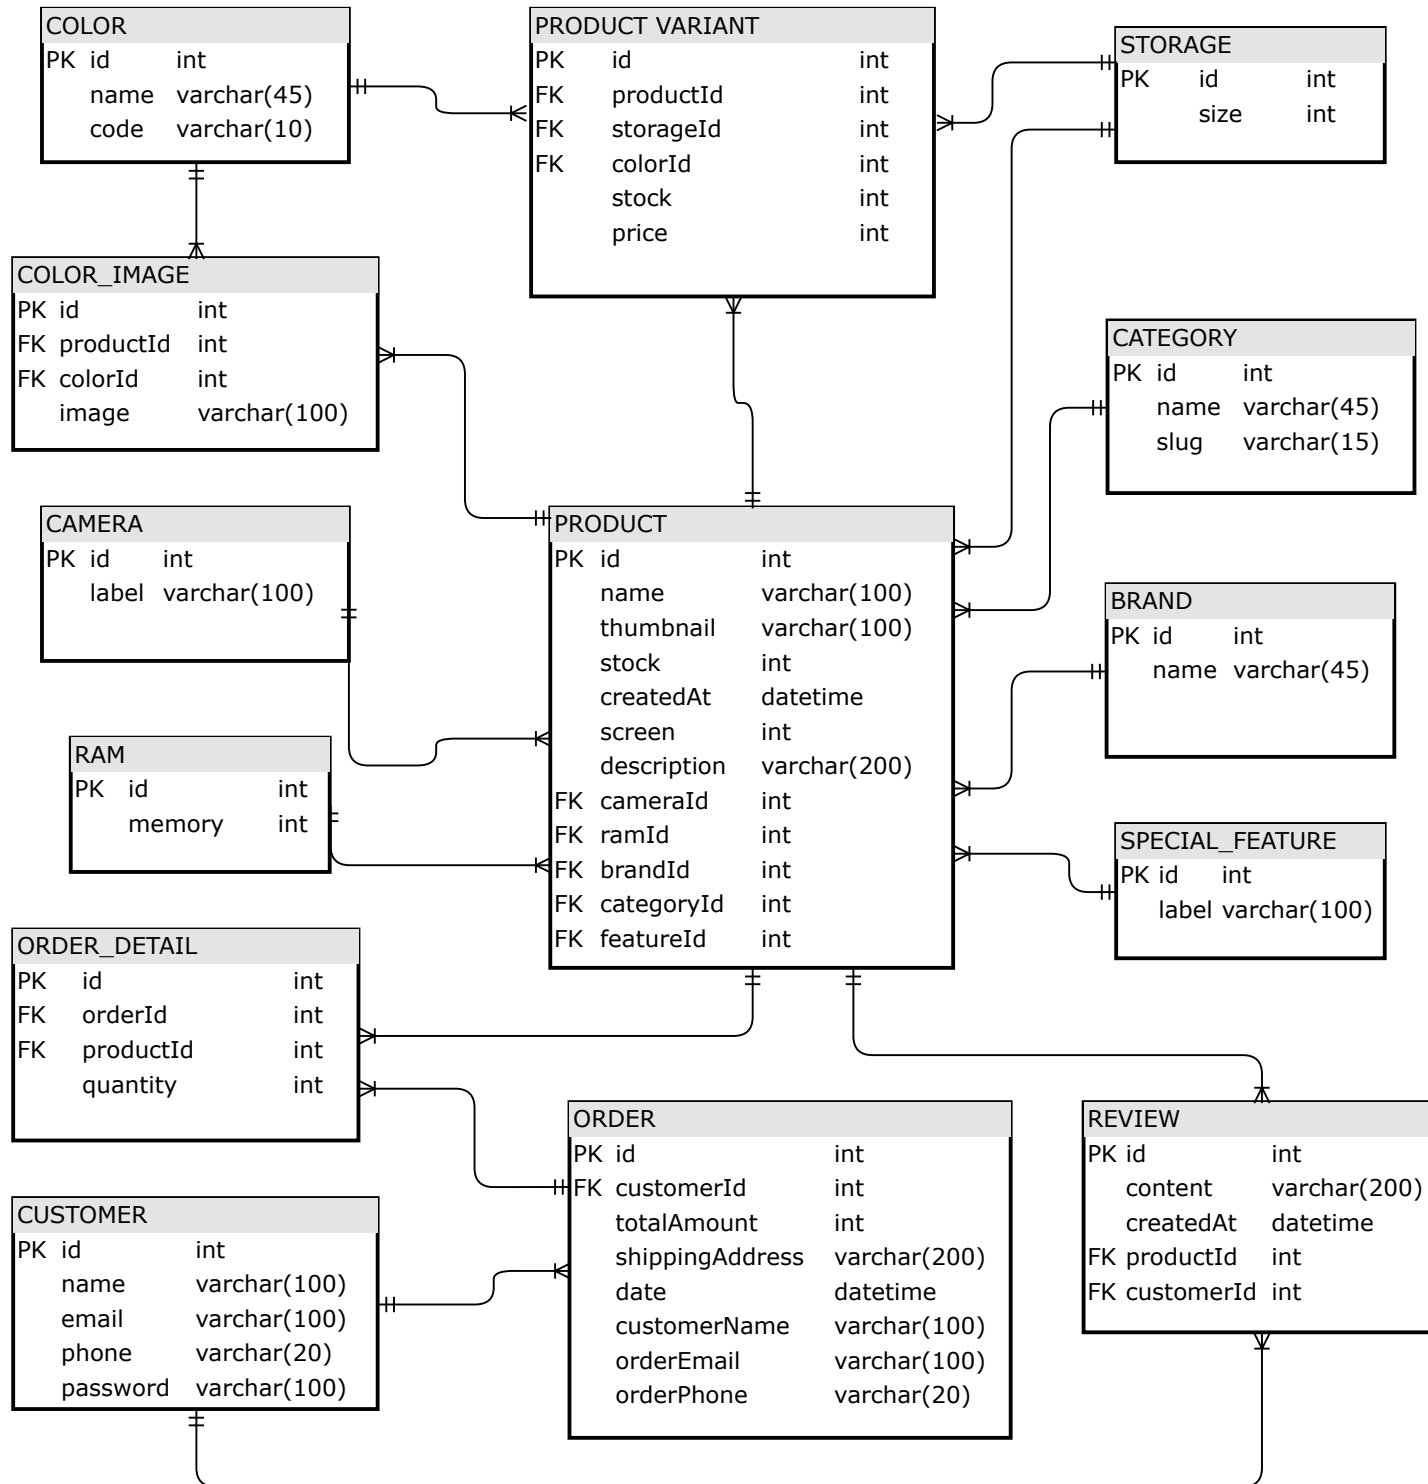 COLOR
PK id int
name varchar(45)
code varchar(10)
PRODUCT VARIANT
PK id int
FK productId int
FK storageId int
FK colorId int
stock int
price int
STORAGE
PK id int
size int
COLOR_IMAGE
PK id int
FK productId int
FK colorId int
image varchar(100)
CATEGORY
PK id int
name varchar(45)
slug varchar(15)
CAMERA
PK id int
label varchar(100)
PRODUCT
PK id int
name varchar(100)
thumbnail varchar(100)
stock int
createdAt datetime
screen int
description varchar(200)
FK cameraId int
FK ramId int
FK brandId int
FK categoryId int
FK featureId int
BRAND
PK id int
name varchar(45)
RAM
PK id int
memory int
SPECIAL_FEATURE
PK id int
label varchar(100)
ORDER_DETAIL
PK id int
FK orderId int
FK productId int
quantity int
ORDER
PK id int
FK customerId int
totalAmount int
shippingAddress varchar(200)
date datetime
customerName varchar(100)
orderEmail varchar(100)
orderPhone varchar(20)
REVIEW
PK id int
content varchar(200)
createdAt datetime
FK productId int
FK customerId int
CUSTOMER
PK id int
name varchar(100)
email varchar(100)
phone varchar(20)
password varchar(100)